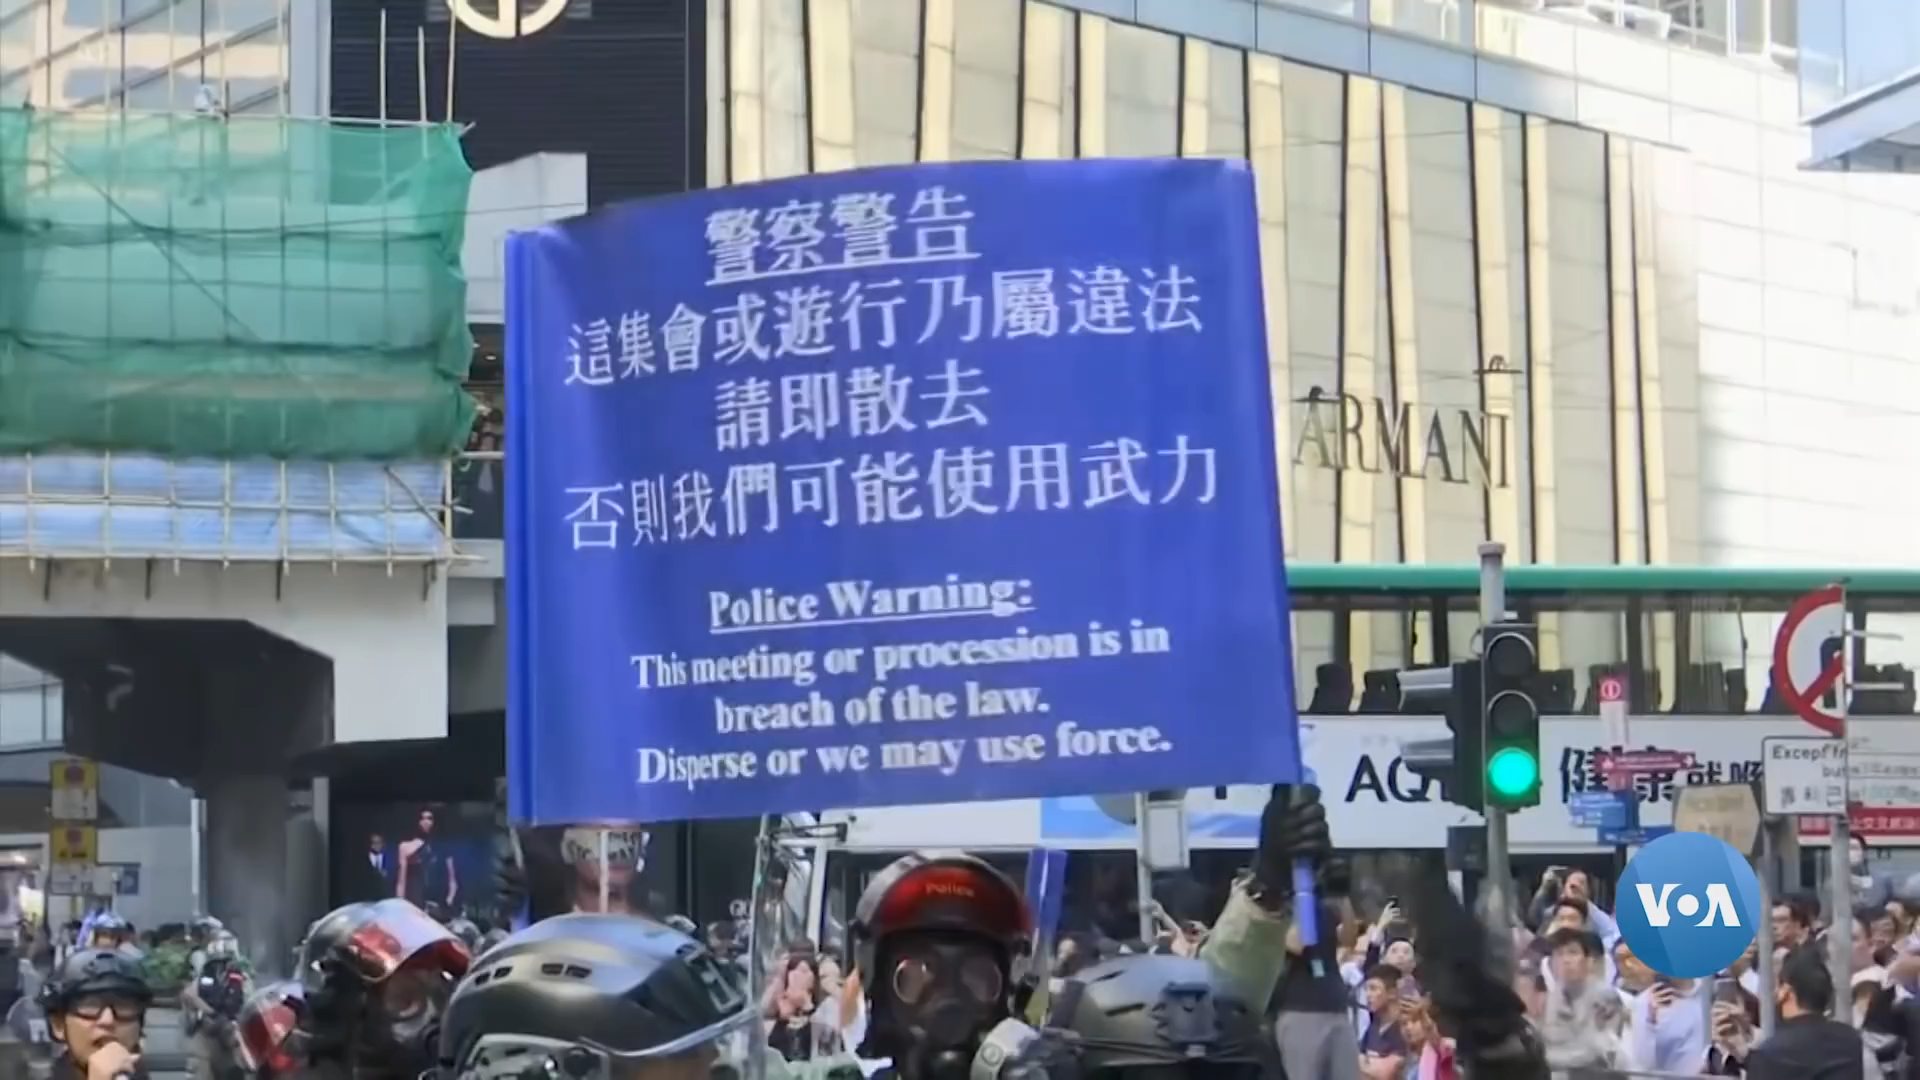 警察警告
這集會或遊行乃屬違法
請即散去
否則我們可能使用武力
Police Warning:
This meeting or procession is in
breach of the law.
Disperse or we may use force.
ARMANI
Police
VOA